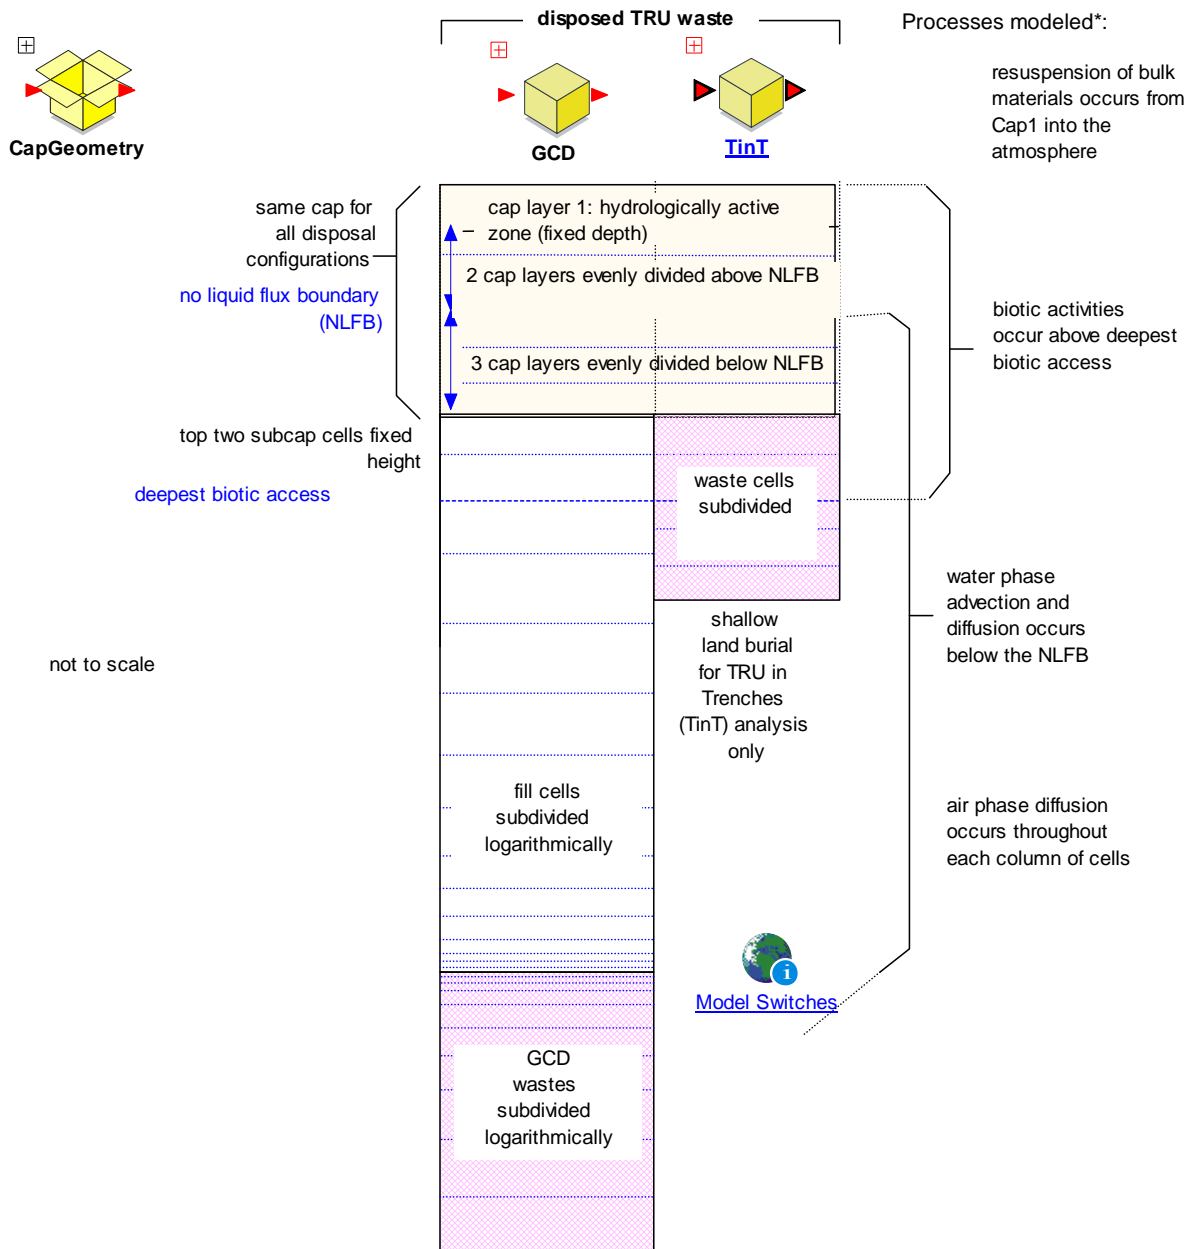 disposed TRU waste
Processes modeled*:
CapGeometry
GCD
TinT
resuspension of bulk
materials occurs from
Cap1 into the
atmosphere
same cap for
all disposal
configurations
no liquid flux boundary
(NLFB)
cap layer 1: hydrologically active
zone (fixed depth)
2 cap layers evenly divided above NLFB
3 cap layers evenly divided below NLFB
biotic activities
occur above deepest
biotic access
top two subcap cells fixed
height
deepest biotic access
waste cells
subdivided
water phase
advection and
diffusion occurs
below the NLFB
shallow
land burial
for TRU in
Trenches
(TinT) analysis
only
not to scale
fill cells
subdivided
logarithmically
air phase diffusion
occurs throughout
each column of cells
i
Model Switches
GCD
wastes
subdivided
logarithmically